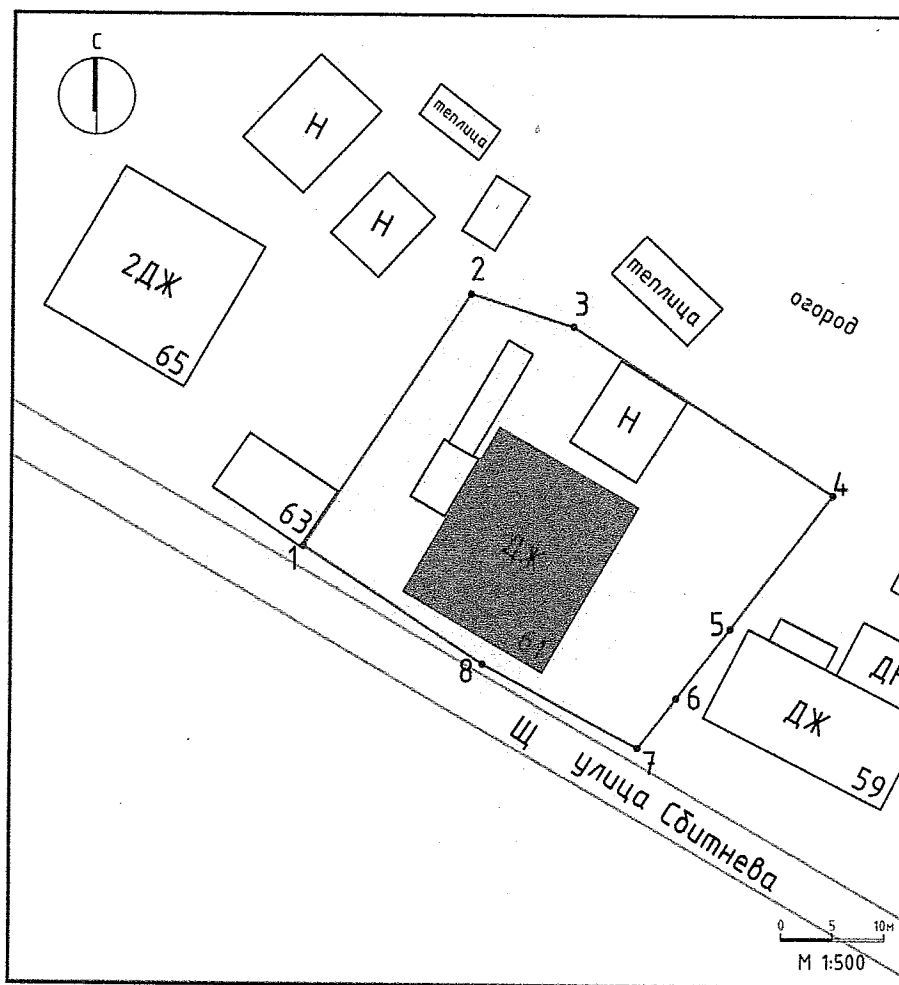 С
Н
теплица
Н
2ДЖ
65
2
3
теплица
огород
Н
4
63
1
ДЖ
61
5
6
7
8
ДЖ
59
Щ улица Сбитнева
0 5 10м
М 1:500